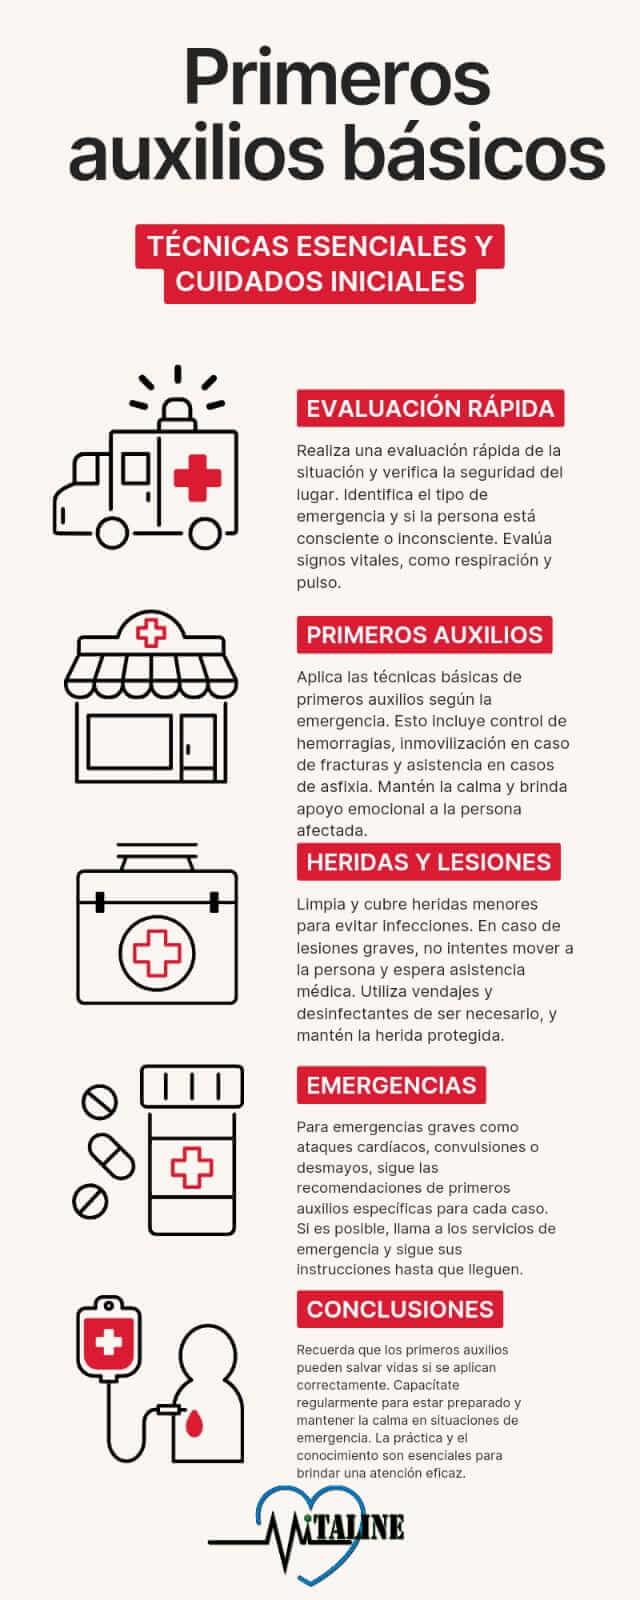 Primeros
auxilios básicos
TÉCNICAS ESENCIALES Y
CUIDADOS INICIALES
EVALUACIÓN RÁPIDA
Realiza una evaluación rápida de la
situación y verifica la seguridad del
lugar. Identifica el tipo de
emergencia y si la persona está
consciente o inconsciente. Evalúa
signos vitales, como respiración y
pulso.
PRIMEROS AUXILIOS
Aplica las técnicas básicas de
primeros auxilios según la
emergencia. Esto incluye control de
hemorragias, inmovilización en caso
de fracturas y asistencia en casos
de asfixia. Mantén la calma y brinda
apoyo emocional a la persona
afectada.
HERIDAS Y LESIONES
Limpia y cubre heridas menores
para evitar infecciones. En caso de
lesiones graves, no intentes mover a
la persona y espera asistencia
médica. Utiliza vendajes y
desinfectantes de ser necesario, y
mantén la herida protegida.
EMERGENCIAS
Para emergencias graves como
ataques cardíacos, convulsiones o
desmayos, sigue las
recomendaciones de primeros
auxilios específicas para cada caso.
Si es posible, llama a los servicios de
emergencia y sigue sus
instrucciones hasta que lleguen.
CONCLUSIONES
Recuerda que los primeros auxilios
pueden salvar vidas si se aplican
correctamente. Capacítate
regularmente para estar preparado y
mantener la calma en situaciones de
emergencia. La práctica y el
conocimiento son esenciales para
brindar una atención eficaz.
ViTALINE